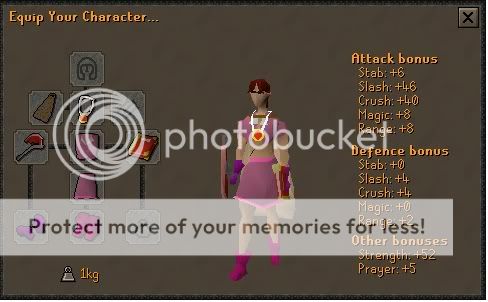 Equip Your Character...
Attack bonus
Stab: +6
Slash: +46
Crush: +40
Magic: +8
Range: +8
photobucket
Defence bonus
Stab: +0
Slash: +4
Crush: +4
Magic: +0
Range: +2
Protect more of your memories for less!
Other bonuses
Strength: +52
Prayer: +5
1kg